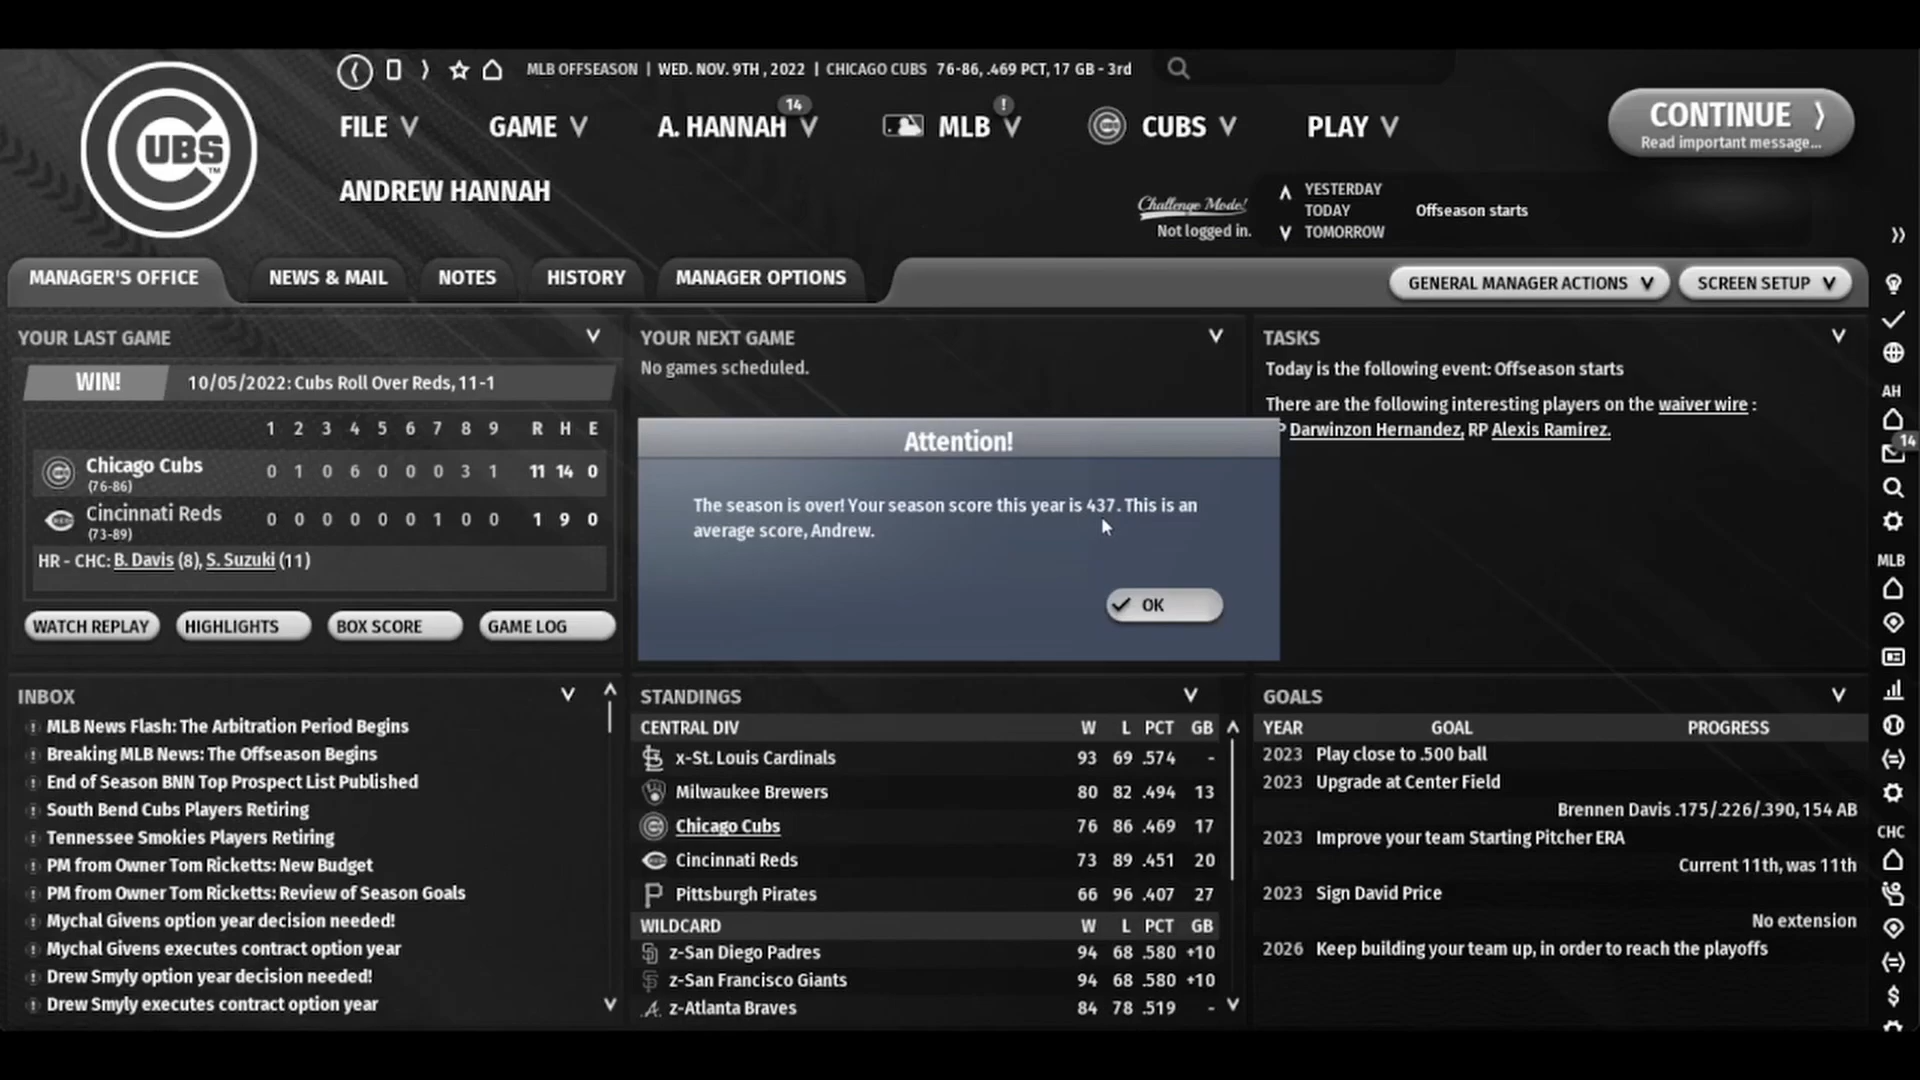 MLB OFFSEASON | WED. NOV. 9TH , 2022 | CHICAGO CUBS 76-86, .469 PCT, 17 GB - 3rd
UBS
TM
FILE
GAME
A. HANNAH
14
MLB
!
CUBS
PLAY
CONTINUE
Read important message...
ANDREW HANNAH
Challenge Mode!
Not logged in.
YESTERDAY
TODAY
TOMORROW
Offseason starts
MANAGER'S OFFICE
NEWS & MAIL
NOTES
HISTORY
MANAGER OPTIONS
GENERAL MANAGER ACTIONS
SCREEN SETUP
YOUR LAST GAME
WIN!
10/05/2022: Cubs Roll Over Reds, 11-1
1 2 3 4 5 6 7 8 9 R H E
Chicago Cubs 0 1 0 6 0 0 0 3 1 11 14 0
(76-86)
Cincinnati Reds 0 0 0 0 0 0 1 0 0 1 9 0
(73-89)
HR - CHC: B. Davis (8), S. Suzuki (11)
WATCH REPLAY
HIGHLIGHTS
BOX SCORE
GAME LOG
YOUR NEXT GAME
No games scheduled.
TASKS
Today is the following event: Offseason starts
There are the following interesting players on the waiver wire :
P Darwinzon Hernandez, RP Alexis Ramirez.
Attention!
The season is over! Your season score this year is 437. This is an
average score, Andrew.
OK
INBOX
MLB News Flash: The Arbitration Period Begins
Breaking MLB News: The Offseason Begins
End of Season BNN Top Prospect List Published
South Bend Cubs Players Retiring
Tennessee Smokies Players Retiring
PM from Owner Tom Ricketts: New Budget
PM from Owner Tom Ricketts: Review of Season Goals
Mychal Givens option year decision needed!
Mychal Givens executes contract option year
Drew Smyly option year decision needed!
Drew Smyly executes contract option year
STANDINGS
CENTRAL DIV W L PCT GB
x-St. Louis Cardinals 93 69 .574 -
Milwaukee Brewers 80 82 .494 13
Chicago Cubs 76 86 .469 17
Cincinnati Reds 73 89 .451 20
Pittsburgh Pirates 66 96 .407 27
WILDCARD W L PCT GB
z-San Diego Padres 94 68 .580 +10
z-San Francisco Giants 94 68 .580 +10
z-Atlanta Braves 84 78 .519 -
GOALS
YEAR GOAL PROGRESS
2023 Play close to .500 ball
2023 Upgrade at Center Field
Brennen Davis .175/.226/.390, 154 AB
2023 Improve your team Starting Pitcher ERA
Current 11th, was 11th
2023 Sign David Price
No extension
2026 Keep building your team up, in order to reach the playoffs
AH
14
MLB
CHC